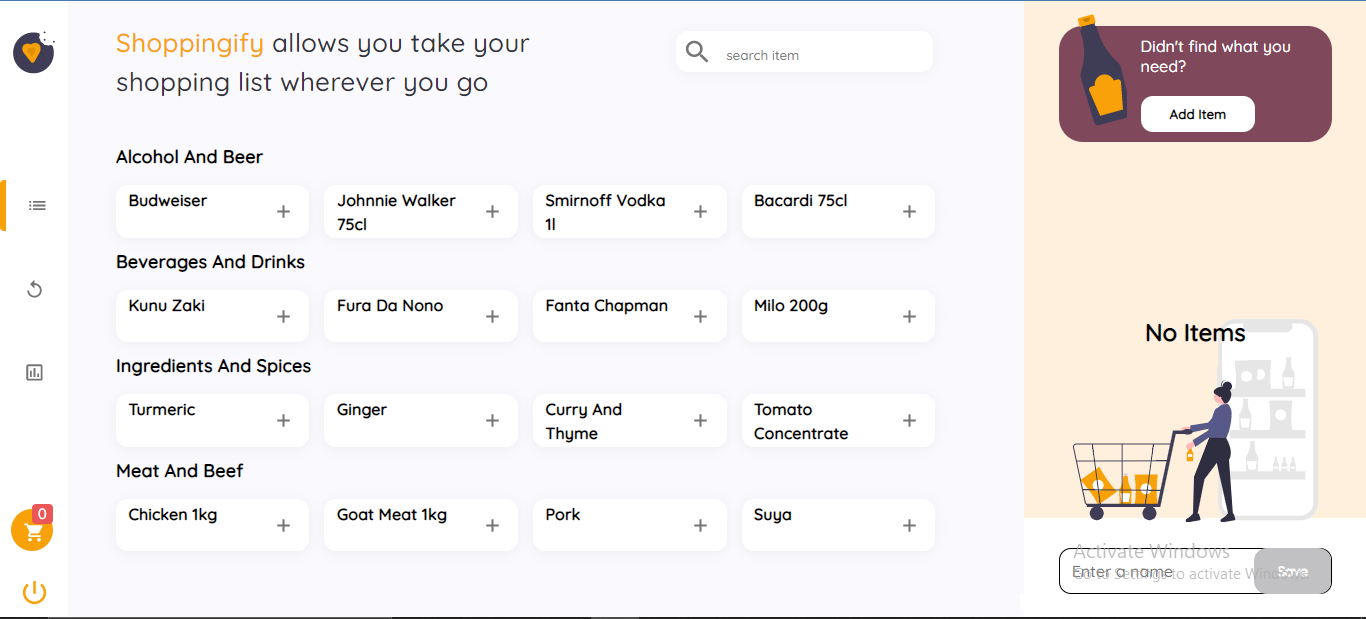 Shoppingify allows you take your
shopping list wherever you go
search item
Alcohol And Beer
Budweiser
Johnnie Walker
75cl
Smirnoff Vodka
1l
Bacardi 75cl
Beverages And Drinks
Kunu Zaki
Fura Da Nono
Fanta Chapman
Milo 200g
Ingredients And Spices
Turmeric
Ginger
Curry And
Thyme
Tomato
Concentrate
Meat And Beef
Chicken 1kg
Goat Meat 1kg
Pork
Suya
0
Didn't find what you
need?
Add Item
No Items
Activate Windows
Go to Settings to activate Windows.
Enter a name
Save